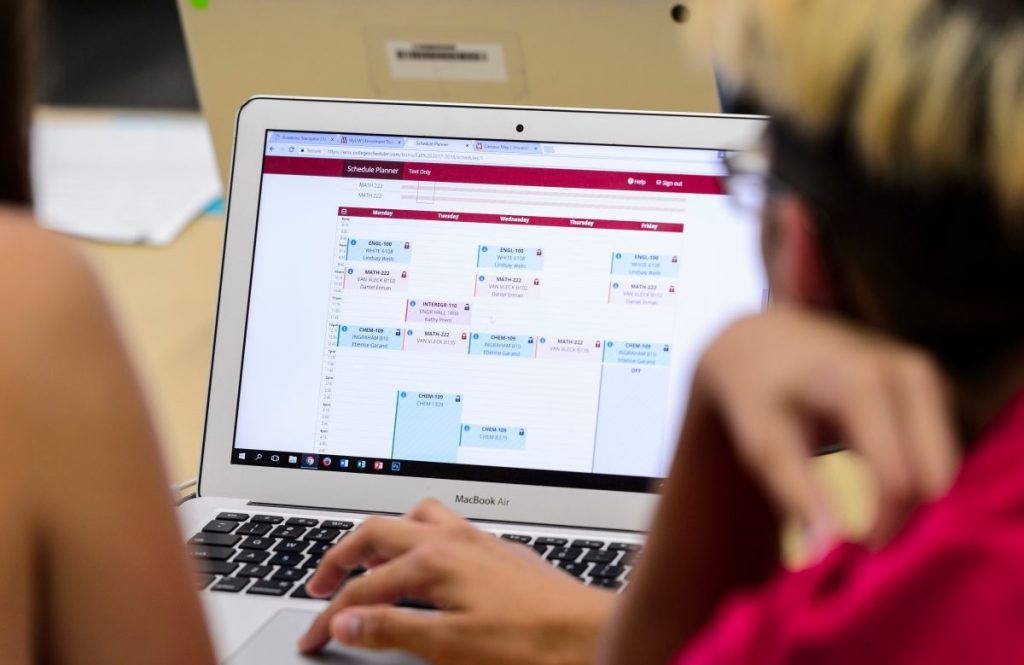 Schedule Planner
Schedule Planner Text Only Help Sign out
MATH-222
MATH-222
Monday Tuesday Wednesday Thursday Friday
ENGL-100 ENGL-100 ENGL-100
WHITE 6108 WHITE 6108 WHITE 6108
Lindsay Wells Lindsay Wells Lindsay Wells
MATH-222 MATH-222 MATH-222
VAN VLECK B102 VAN VLECK B102 VAN VLECK B102
Daniel Erman Daniel Erman Daniel Erman
INTEREGR-110
ENGR HALL 1800
Kathy Prem
CHEM-109 MATH-222 CHEM-109 MATH-222 CHEM-109
INGRAHAM B10 VAN VLECK B135 INGRAHAM B10 VAN VLECK B135 INGRAHAM B10
Etienne Garand Etienne Garand Etienne Garand
OFF
CHEM-109
CHEM 1329
CHEM-109
CHEM B379
MacBook Air